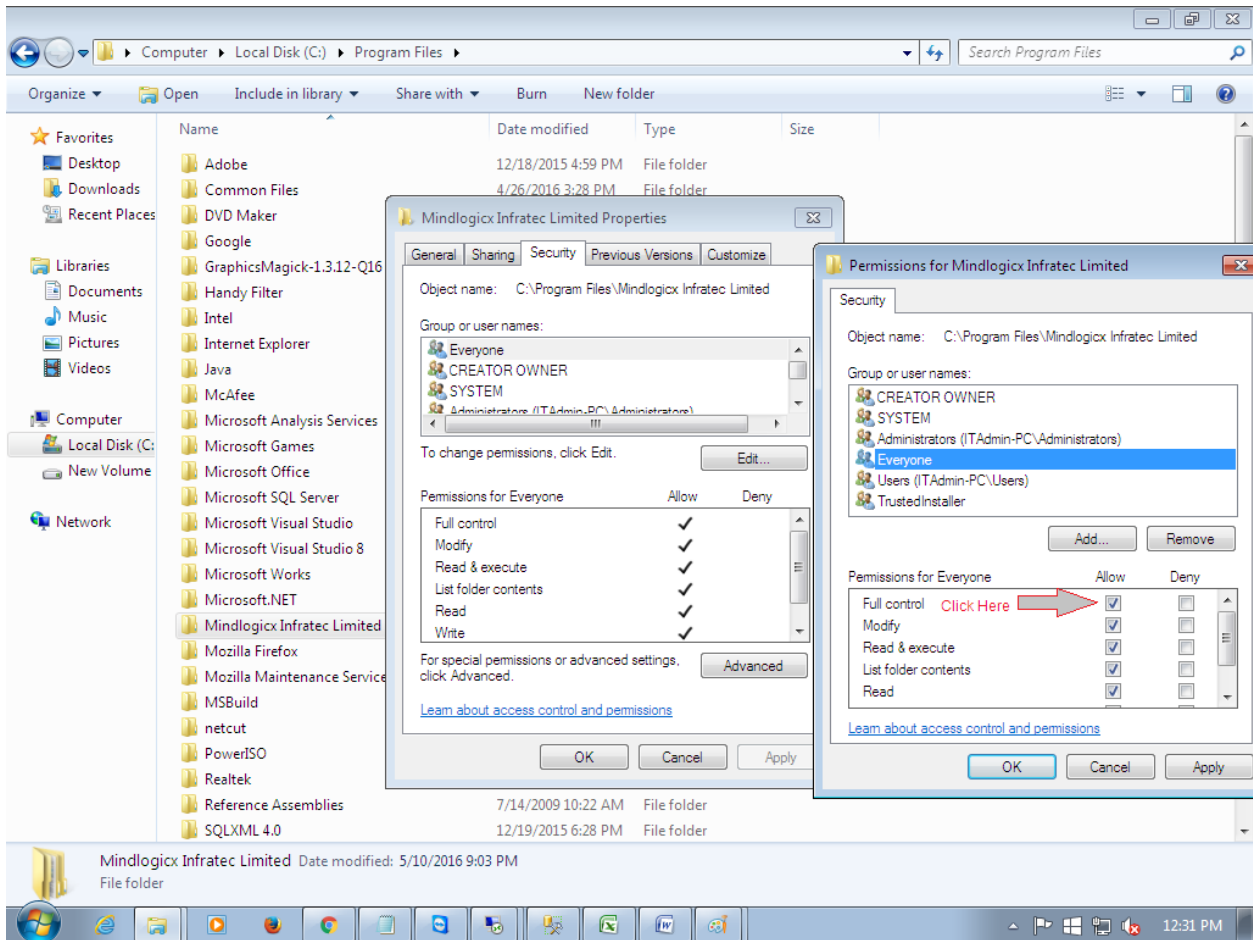 Computer ▸ Local Disk (C:) ▸ Program Files ▸
Search Program Files
Organize Open Include in library Share with Burn New folder
Favorites
Desktop
Downloads
Recent Places
Libraries
Documents
Music
Pictures
Videos
Computer
Local Disk (C:
New Volume
Network
Name Date modified Type Size
Adobe 12/18/2015 4:59 PM File folder
Common Files 4/26/2016 3:28 PM File folder
DVD Maker
Google
GraphicsMagick-1.3.12-Q16
Handy Filter
Intel
Internet Explorer
Java
McAfee
Microsoft Analysis Services
Microsoft Games
Microsoft Office
Microsoft SQL Server
Microsoft Visual Studio
Microsoft Visual Studio 8
Microsoft Works
Microsoft.NET
Mindlogicx Infratec Limited
Mozilla Firefox
Mozilla Maintenance Service
MSBuild
netcut
PowerISO
Realtek
Reference Assemblies 7/14/2009 10:22 AM File folder
SQLXML 4.0 12/19/2015 6:28 PM File folder
Mindlogicx Infratec Limited Properties
General Sharing Security Previous Versions Customize
Object name: C:\Program Files\Mindlogicx Infratec Limited
Group or user names:
Everyone
CREATOR OWNER
SYSTEM
Administrators (ITAdmin-PC\Administrators)
To change permissions, click Edit.
Edit...
Permissions for Everyone Allow Deny
Full control
Modify
Read & execute
List folder contents
Read
Write
For special permissions or advanced settings,
click Advanced.
Advanced
Learn about access control and permissions
OK Cancel Apply
Permissions for Mindlogicx Infratec Limited
Security
Object name: C:\Program Files\Mindlogicx Infratec Limited
Group or user names:
CREATOR OWNER
SYSTEM
Administrators (ITAdmin-PC\Administrators)
Everyone
Users (ITAdmin-PC\Users)
TrustedInstaller
Add... Remove
Permissions for Everyone Allow Deny
Full control Click Here
Modify
Read & execute
List folder contents
Read
Learn about access control and permissions
OK Cancel Apply
Mindlogicx Infratec Limited Date modified: 5/10/2016 9:03 PM
File folder
12:31 PM